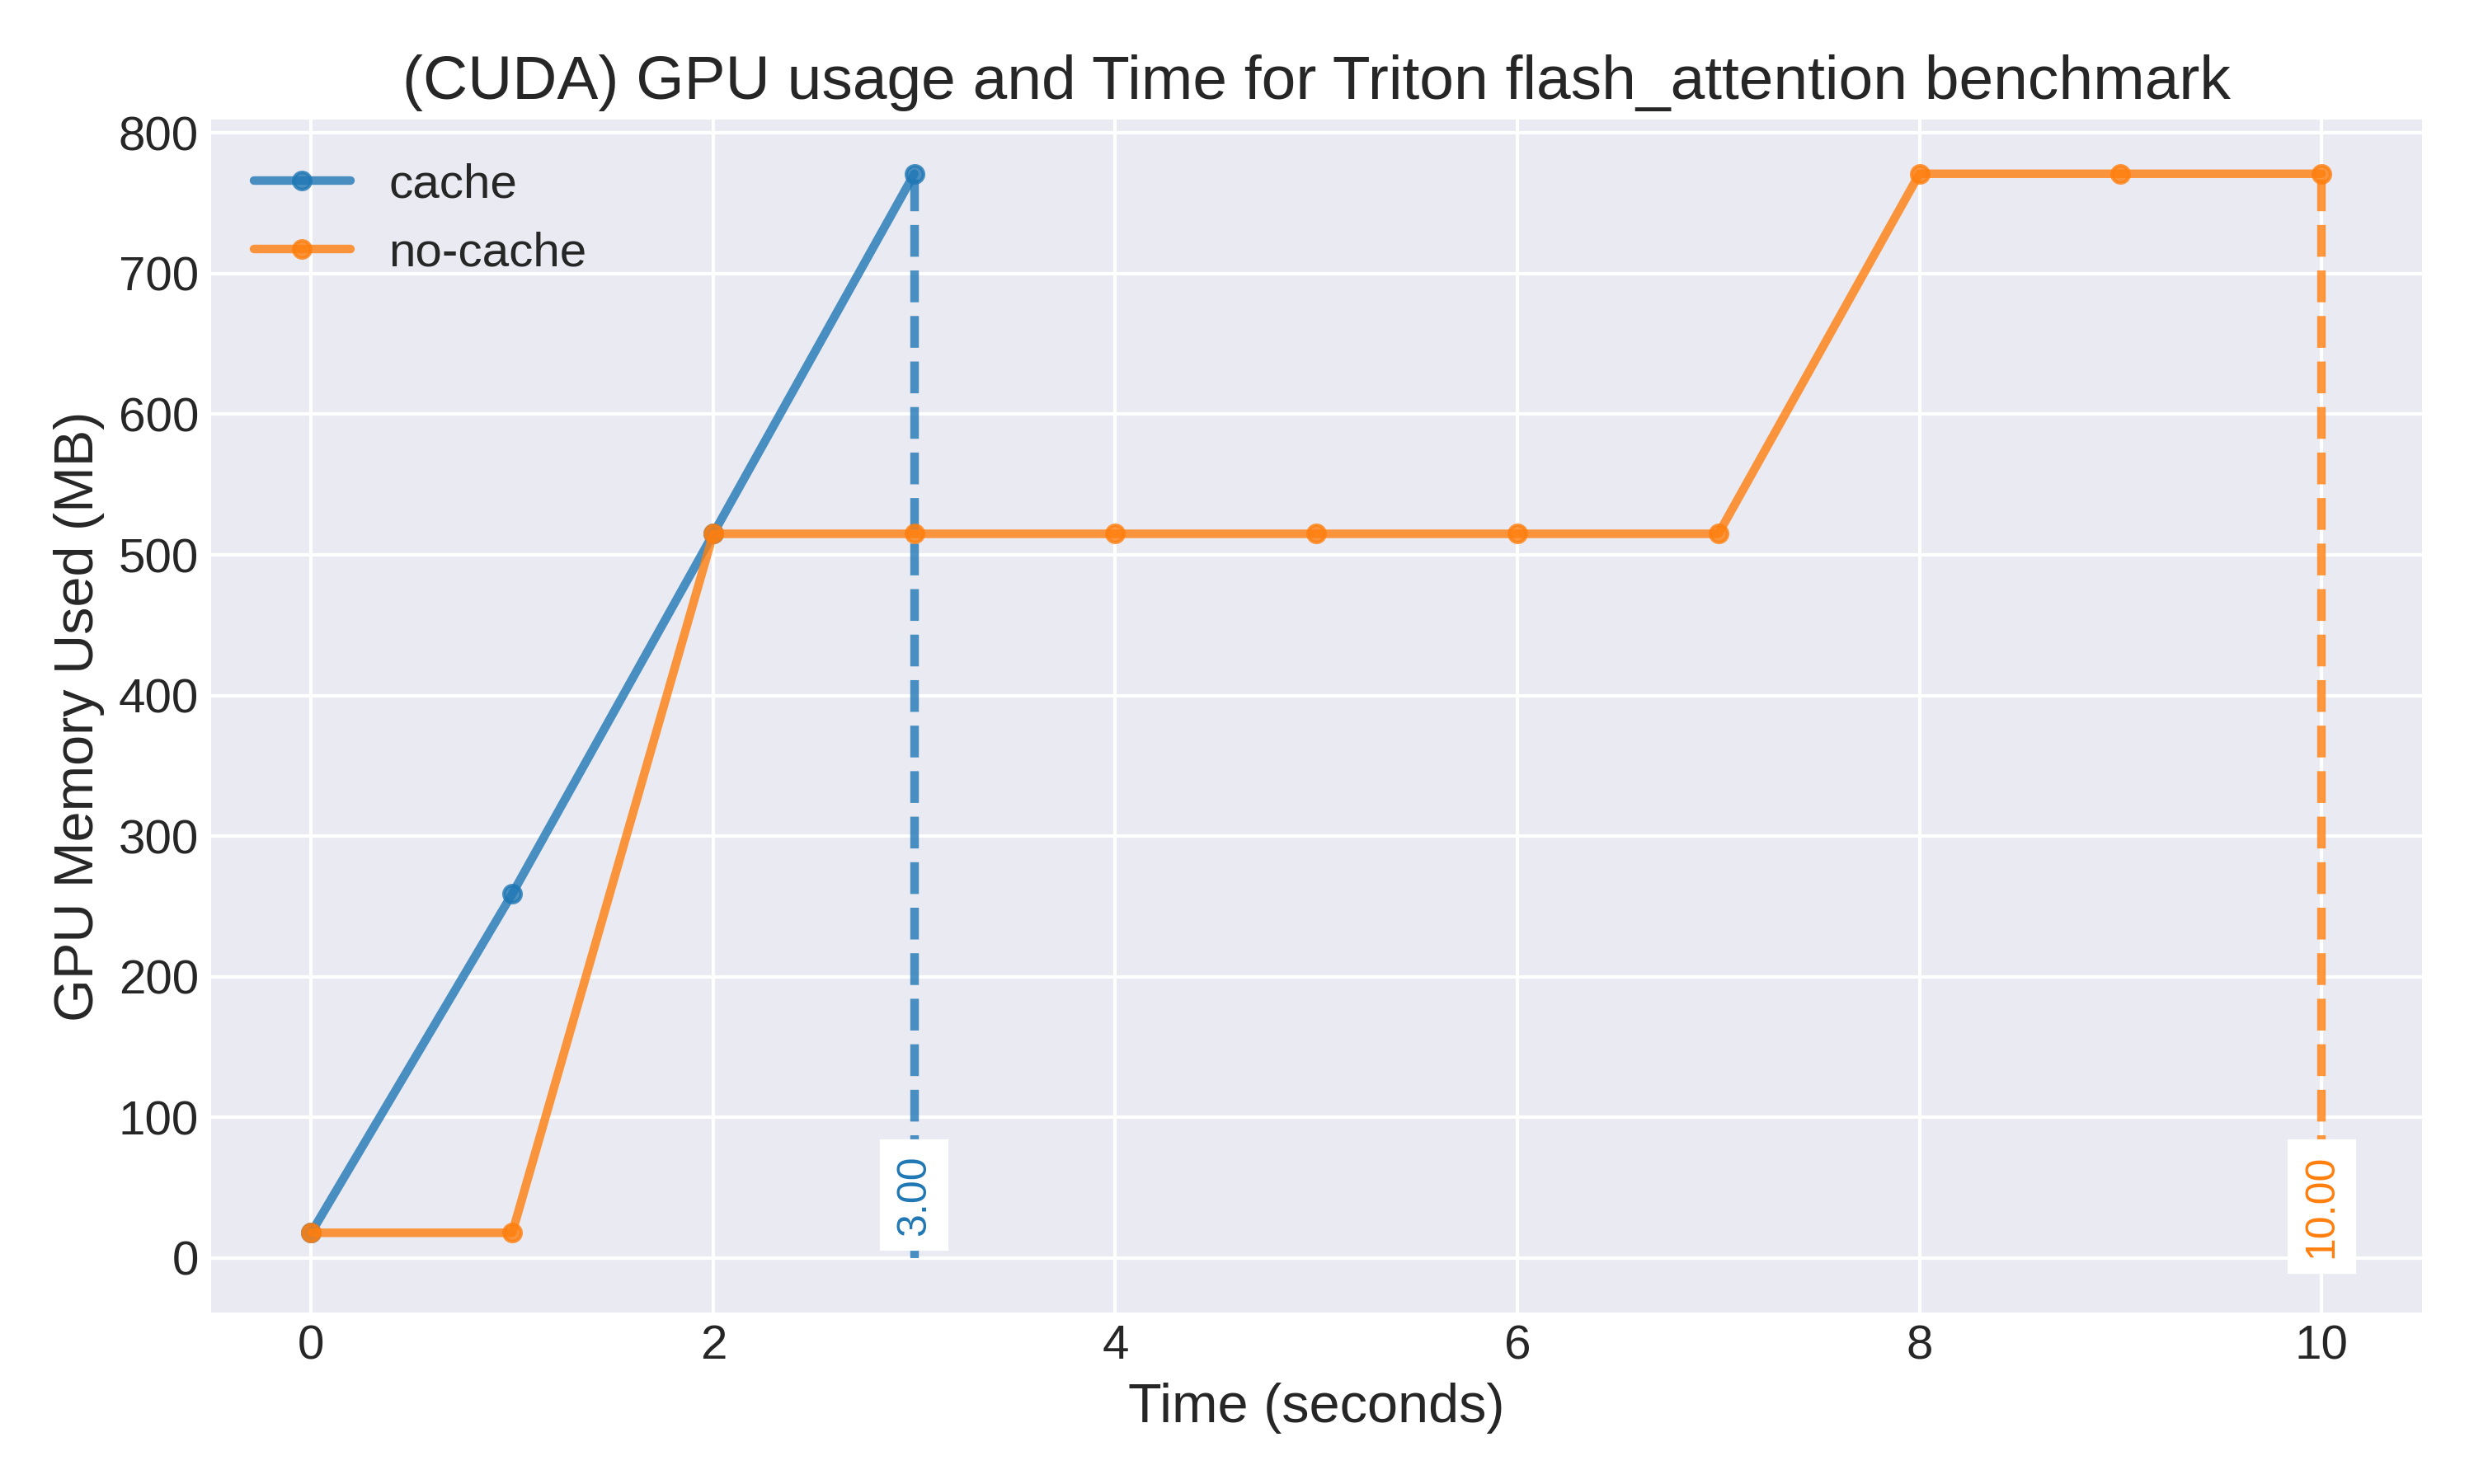 (CUDA) GPU usage and Time for Triton flash_attention benchmark
cache
no-cache
GPU Memory Used (MB)
800
700
600
500
400
300
200
100
0
3.00
10.00
0 2 4 6 8 10
Time (seconds)